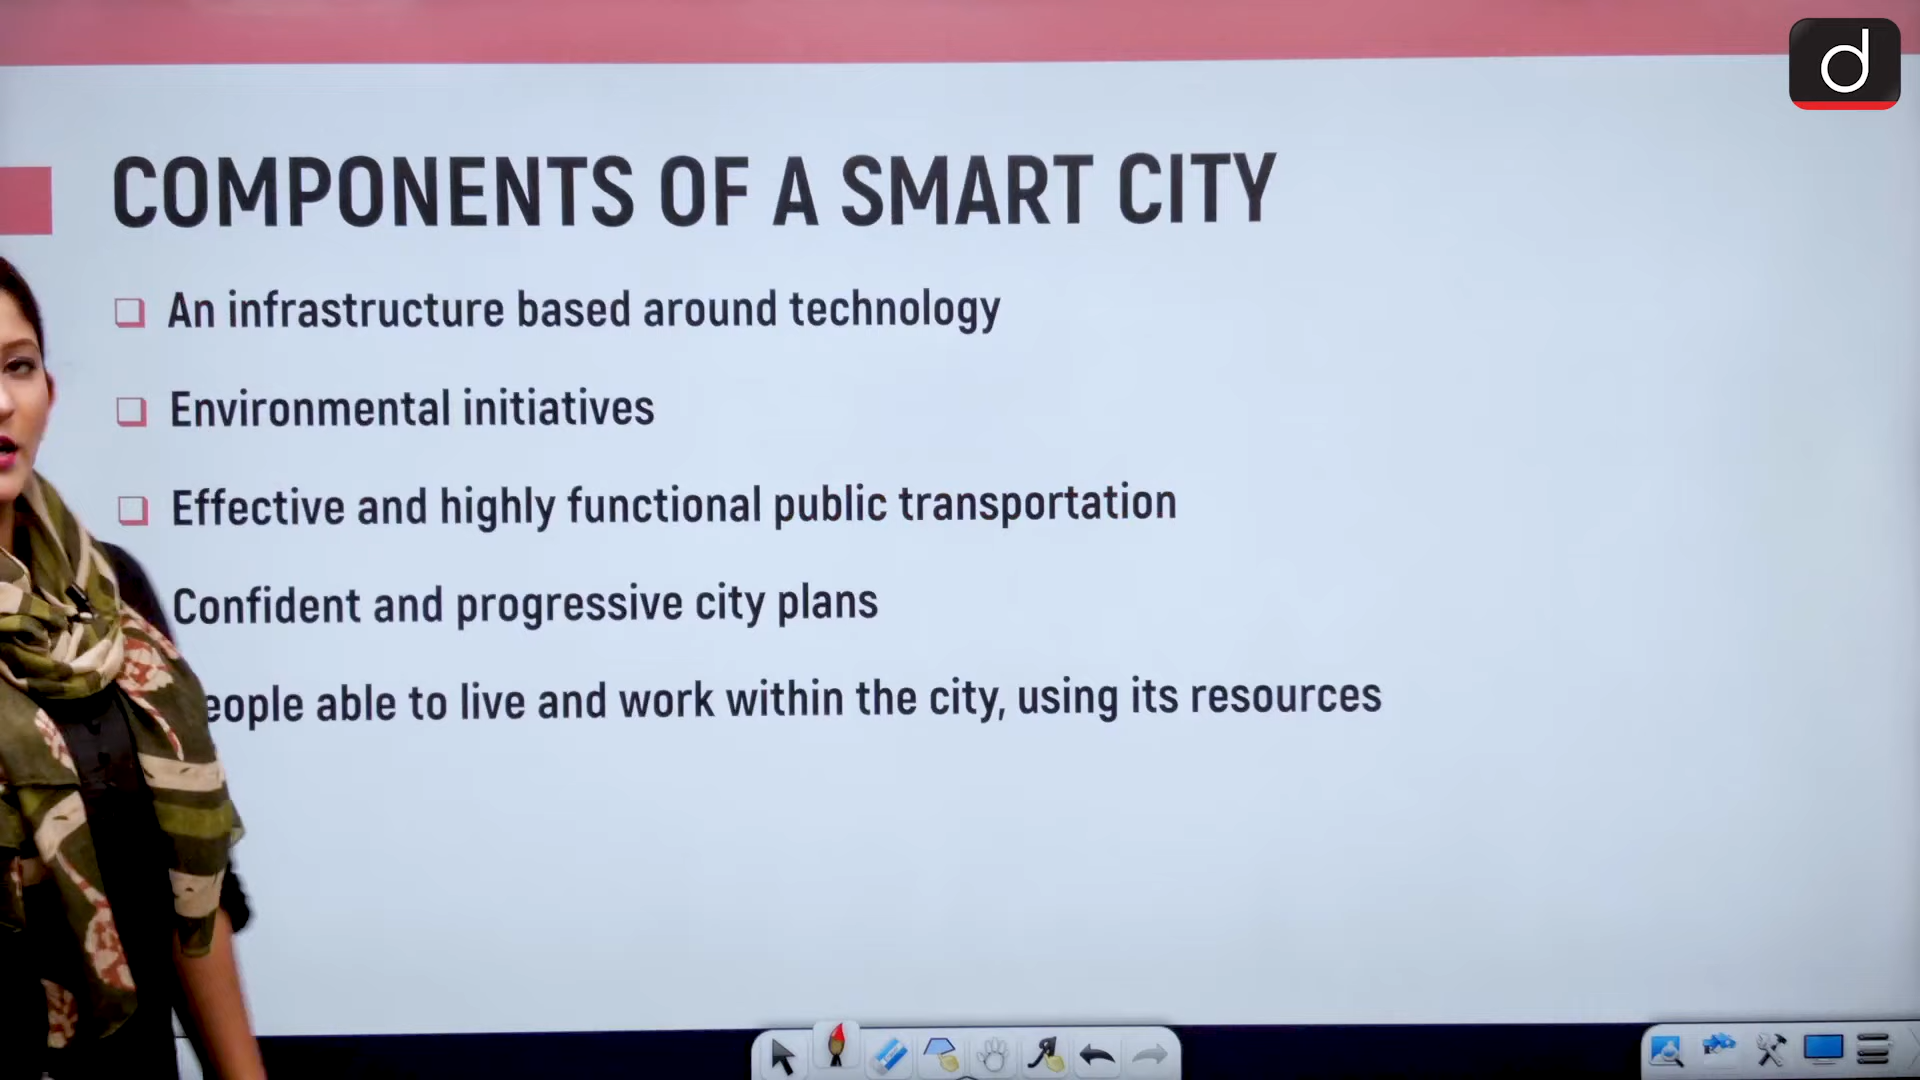 d
COMPONENTS OF A SMART CITY
An infrastructure based around technology
Environmental initiatives
Effective and highly functional public transportation
Confident and progressive city plans
eople able to live and work within the city, using its resources